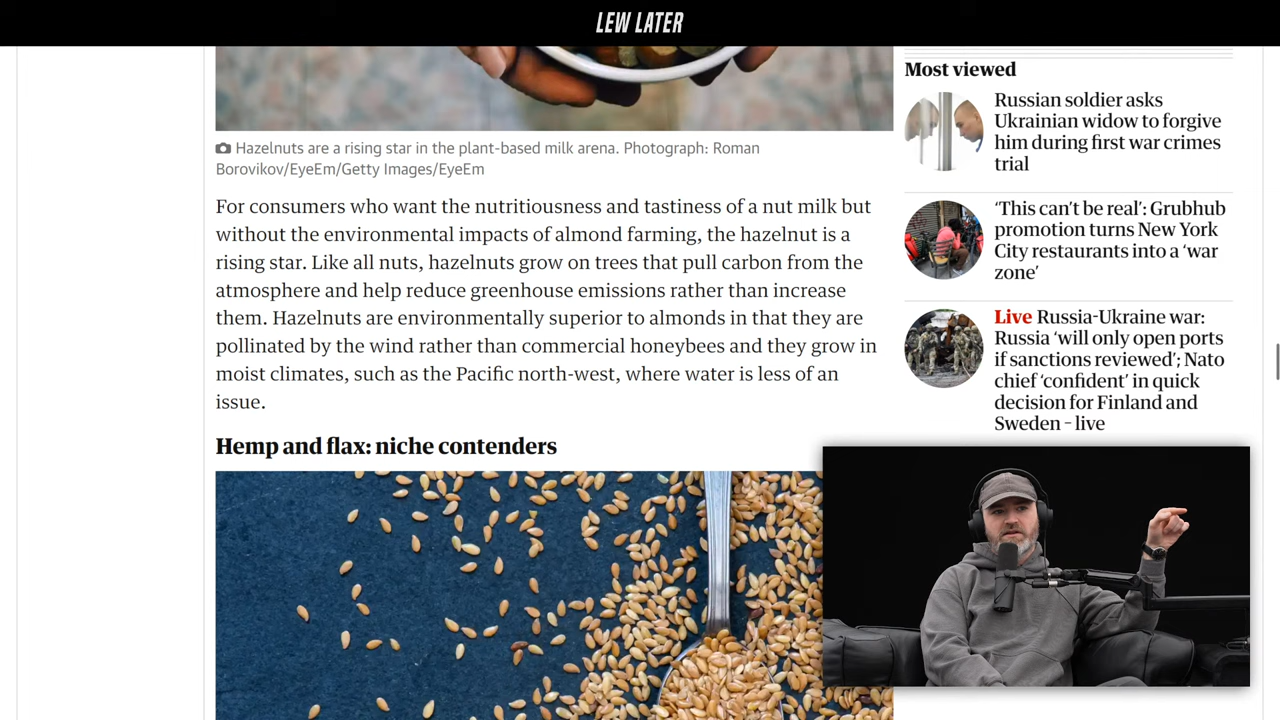 LEW LATER
Hazelnuts are a rising star in the plant-based milk arena. Photograph: Roman
Borovikov/EyeEm/Getty Images/EyeEm
For consumers who want the nutritiousness and tastiness of a nut milk but
without the environmental impacts of almond farming, the hazelnut is a
rising star. Like all nuts, hazelnuts grow on trees that pull carbon from the
atmosphere and help reduce greenhouse emissions rather than increase
them. Hazelnuts are environmentally superior to almonds in that they are
pollinated by the wind rather than commercial honeybees and they grow in
moist climates, such as the Pacific north-west, where water is less of an
issue.
Hemp and flax: niche contenders
Most viewed
Russian soldier asks
Ukrainian widow to forgive
him during first war crimes
trial
‘This can’t be real’: Grubhub
promotion turns New York
City restaurants into a ‘war
zone’
Live Russia-Ukraine war:
Russia ‘will only open ports
if sanctions reviewed’; Nato
chief ‘confident’ in quick
decision for Finland and
Sweden – live